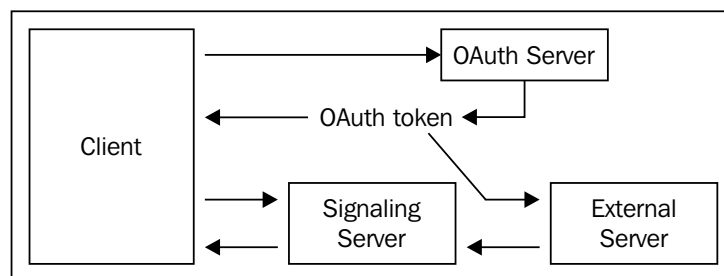 OAuth Server
OAuth token
Client
Signaling
Server
External
Server